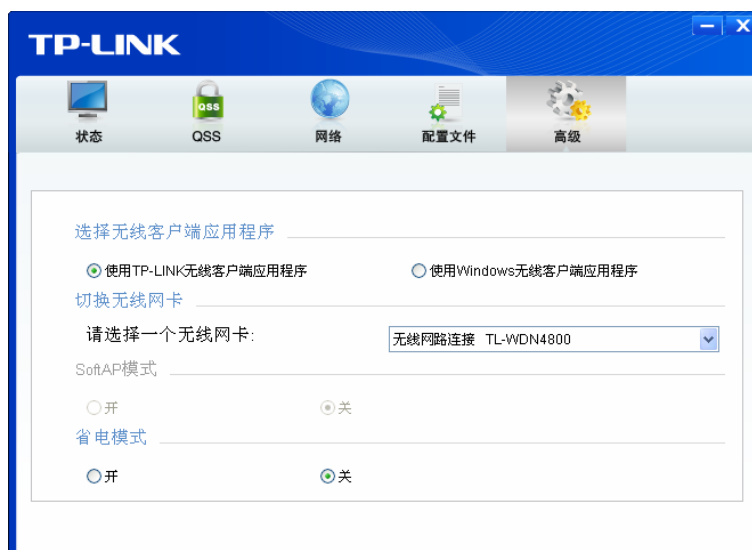 TP-LINK
QSS
状态 QSS 网络 配置文件 高级
选择无线客户端应用程序
使用TP-LINK无线客户端应用程序 使用Windows无线客户端应用程序
切换无线网卡
请选择一个无线网卡: 无线网路连接 TL-WDN4800
SoftAP模式
开 关
省电模式
开 关